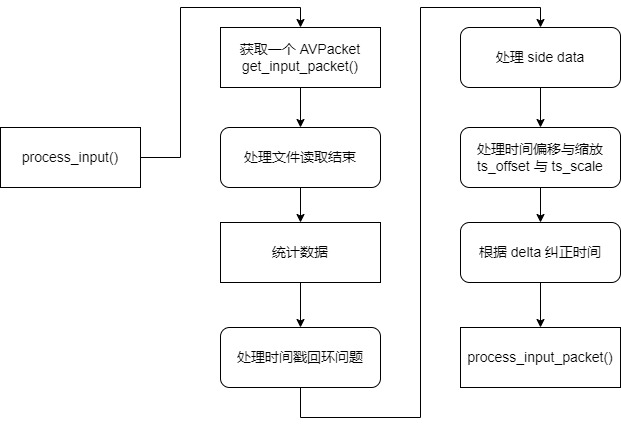 process_input()
获取一个 AVPacket
get_input_packet()
处理文件读取结束
统计数据
处理时间戳回环问题
处理 side data
处理时间偏移与缩放
ts_offset 与 ts_scale
根据 delta 纠正时间
process_input_packet()